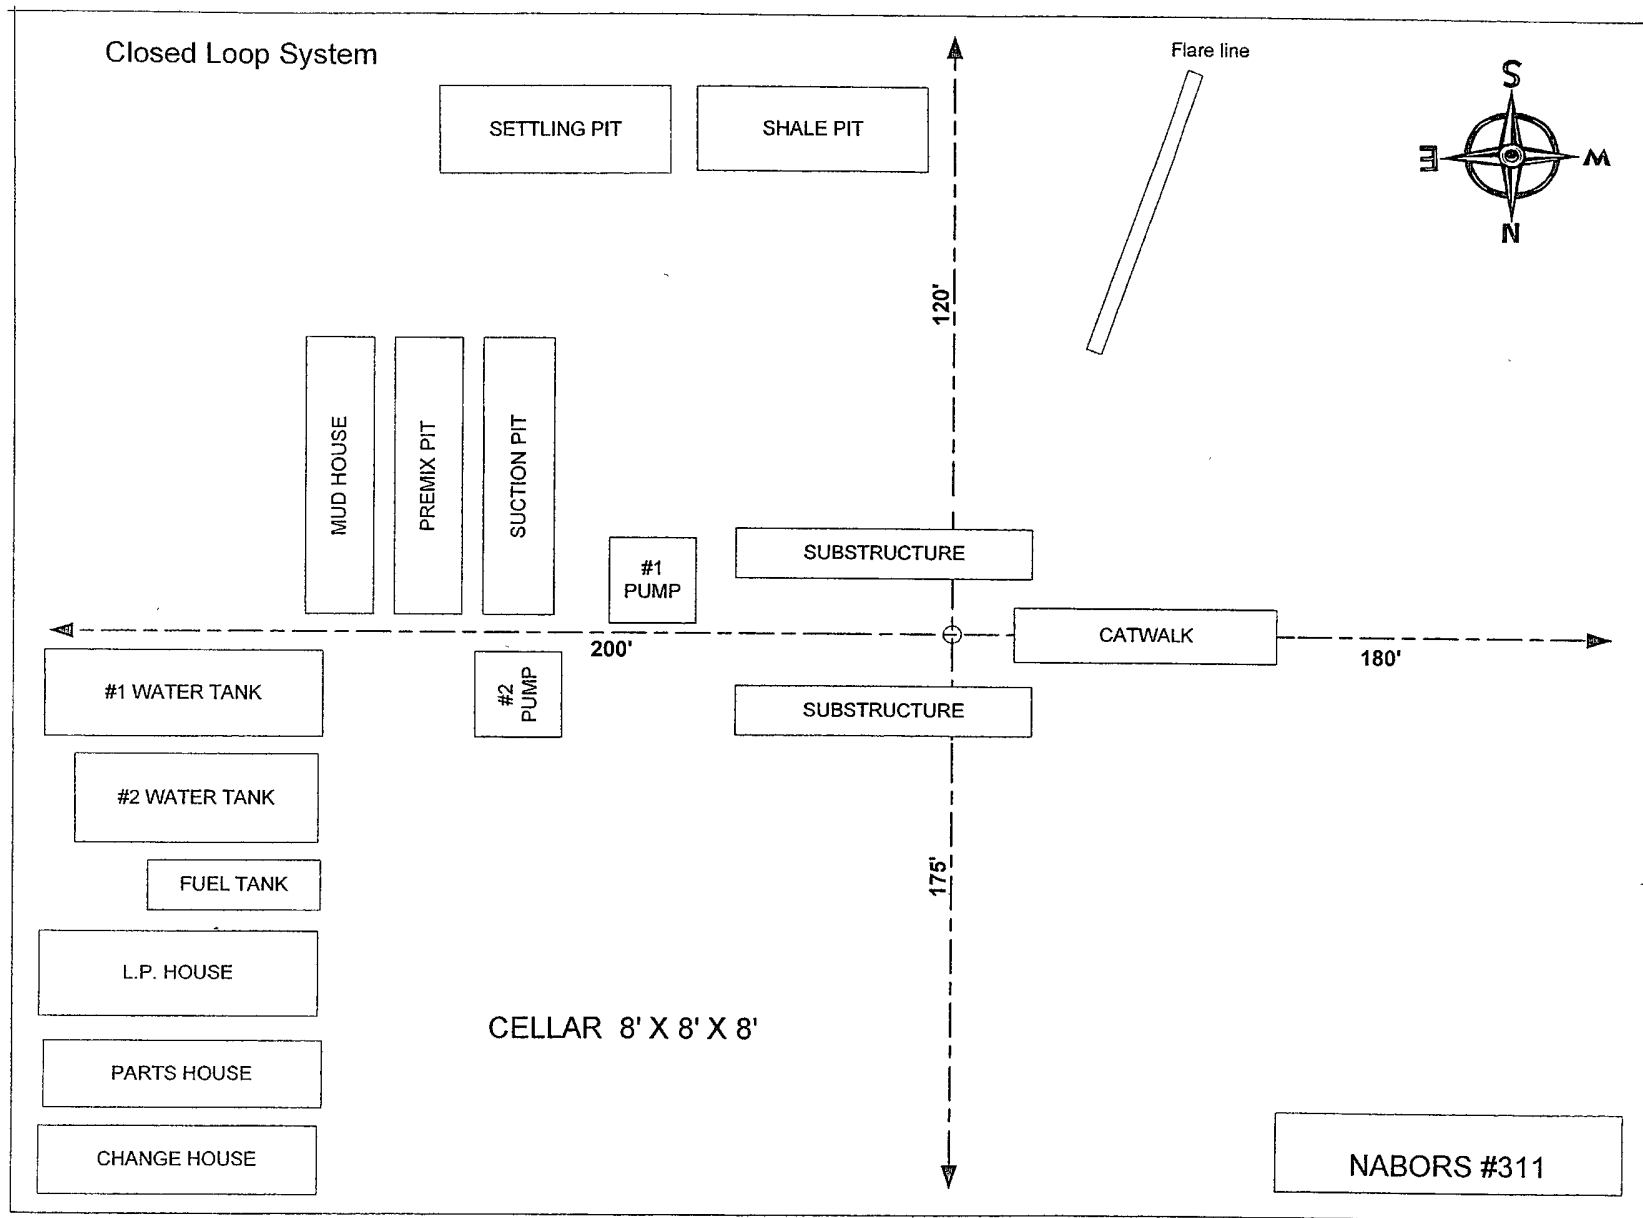 Closed Loop System
Flare line
S
E
W
N
SETTLING PIT
SHALE PIT
120'
MUD HOUSE
PREMIX PIT
SUCTION PIT
#1
PUMP
SUBSTRUCTURE
CATWALK
200'
180'
#1 WATER TANK
#2
PUMP
SUBSTRUCTURE
#2 WATER TANK
175'
FUEL TANK
L.P. HOUSE
CELLAR 8' X 8' X 8'
PARTS HOUSE
CHANGE HOUSE
NABORS #311